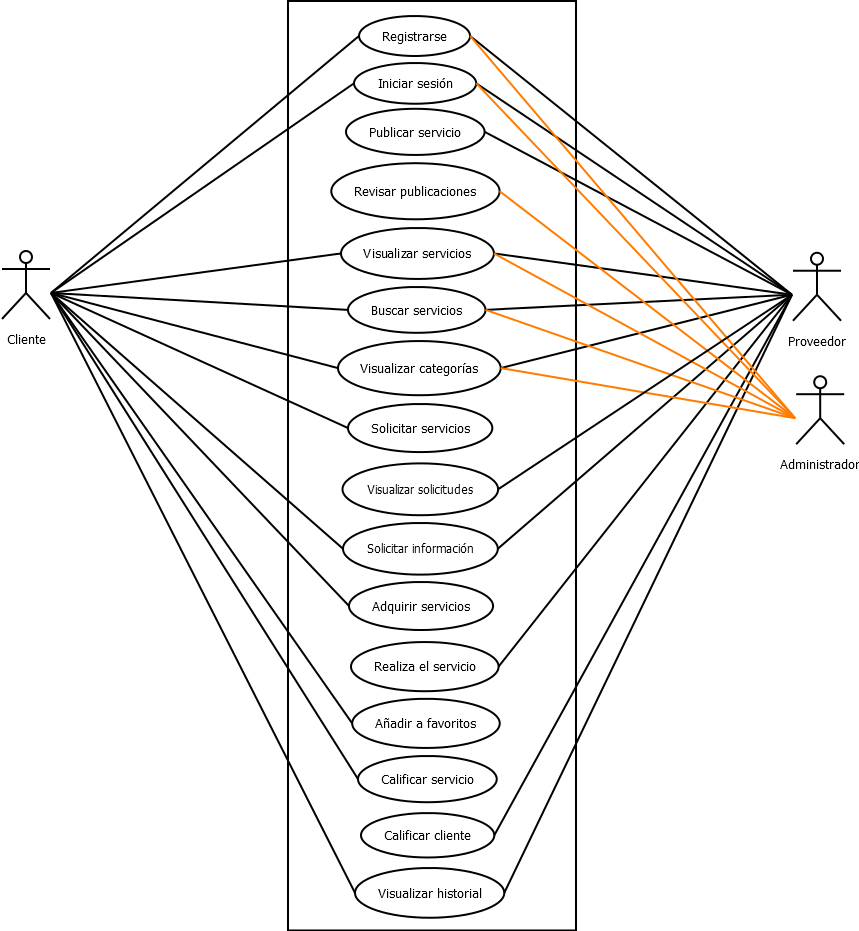 Registrarse
Iniciar sesión
Publicar servicio
Revisar publicaciones
Visualizar servicios
Buscar servicios
Cliente
Proveedor
Visualizar categorías
Solicitar servicios
Administrador
Visualizar solicitudes
Solicitar información
Adquirir servicios
Realiza el servicio
Añadir a favoritos
Calificar servicio
Calificar cliente
Visualizar historial